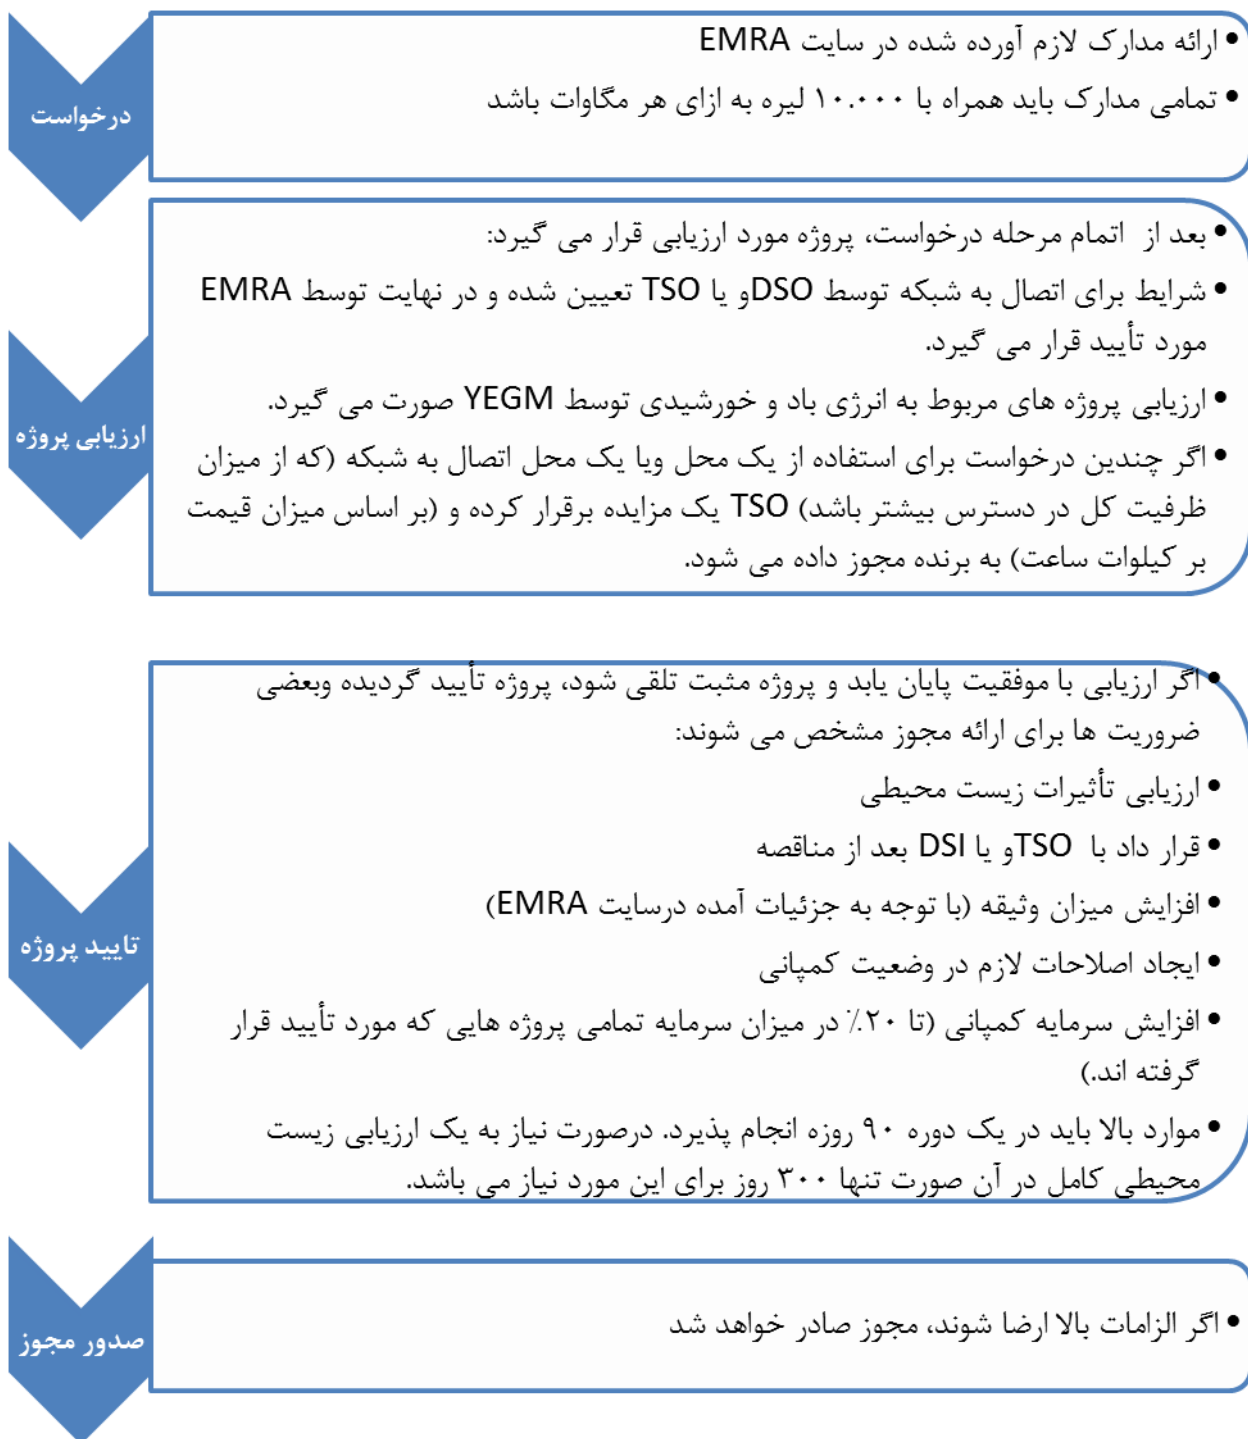 درخواست
• ارائه مدارک لازم آورده شده در سایت EMRA
• تمامی مدارک باید همراه با ۱۰.۰۰۰ لیره به ازای هر مگاوات باشد
ارزیابی پروژه
• بعد از اتمام مرحله درخواست، پروژه مورد ارزیابی قرار می گیرد:
• شرایط برای اتصال به شبکه توسط DSOو یا TSO تعیین شده و در نهایت توسط EMRA
مورد تأیید قرار می گیرد.
• ارزیابی پروژه های مربوط به انرژی باد و خورشیدی توسط YEGM صورت می گیرد.
• اگر چندین درخواست برای استفاده از یک محل ویا یک محل اتصال به شبکه (که از میزان
ظرفیت کل در دسترس بیشتر باشد) TSO یک مزایده برقرار کرده و (بر اساس میزان قیمت
بر کیلوات ساعت) به برنده مجوز داده می شود.
تایید پروژه
• اگر ارزیابی با موفقیت پایان یابد و پروژه مثبت تلقی شود، پروژه تأیید گردیده وبعضی
ضروریت ها برای ارائه مجوز مشخص می شوند:
• ارزیابی تأثیرات زیست محیطی
• قرار داد با TSOو یا DSI بعد از مناقصه
• افزایش میزان وثیقه (با توجه به جزئیات آمده درسایت EMRA)
• ایجاد اصلاحات لازم در وضعیت کمپانی
• افزایش سرمایه کمپانی (تا ۲۰٪ در میزان سرمایه تمامی پروژه هایی که مورد تأیید قرار
گرفته اند.)
• موارد بالا باید در یک دوره ۹۰ روزه انجام پذیرد. درصورت نیاز به یک ارزیابی زیست
محیطی کامل در آن صورت تنها ۳۰۰ روز برای این مورد نیاز می باشد.
صدور مجوز
• اگر الزامات بالا ارضا شوند، مجوز صادر خواهد شد